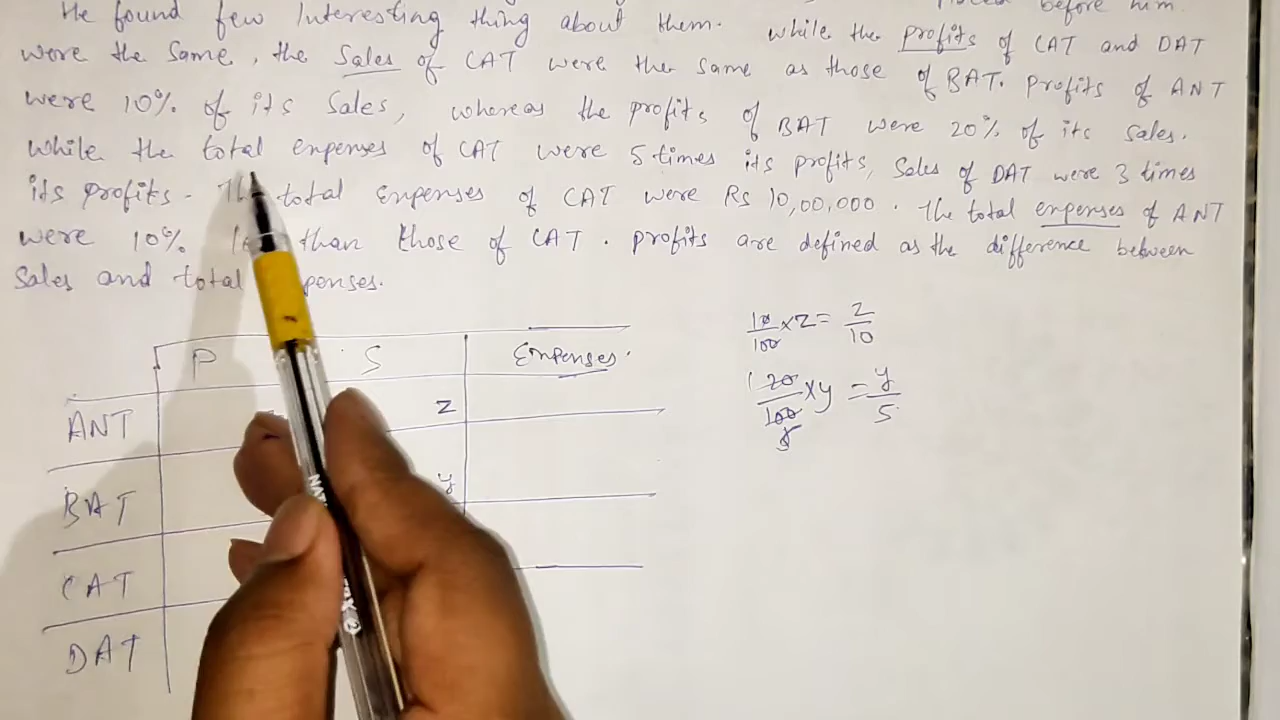 He found few Interesting thing about them. before him.
while the profits of CAT and DAT
were the same, the Sales of CAT were the same as those of BAT. profits of ANT
were 10% of its Sales, whereas the profits of BAT were 20% of its sales.
while the total expenses of CAT were 5 times its profits, Sales of DAT were 3 times
its profits. The total Expenses of CAT were Rs 10,00,000. The total expenses of ANT
were 10% than those of CAT. profits are defined as the difference between
Sales and total penses.
P S Expenses.
ANT z
BAT y
CAT
DAT
10/100 x Z = Z/10
1 20/100 x y = y/5
5